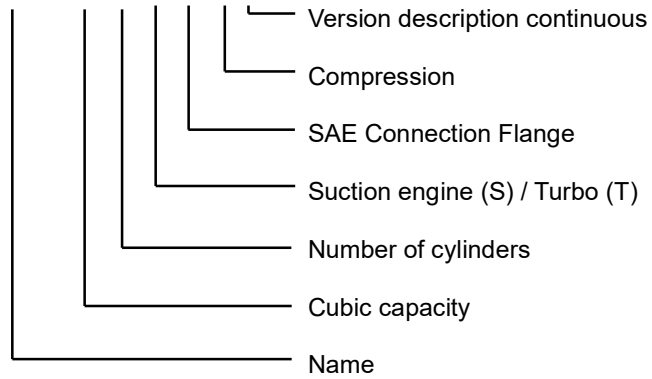 Version description continuous
Compression
SAE Connection Flange
Suction engine (S) / Turbo (T)
Number of cylinders
Cubic capacity
Name